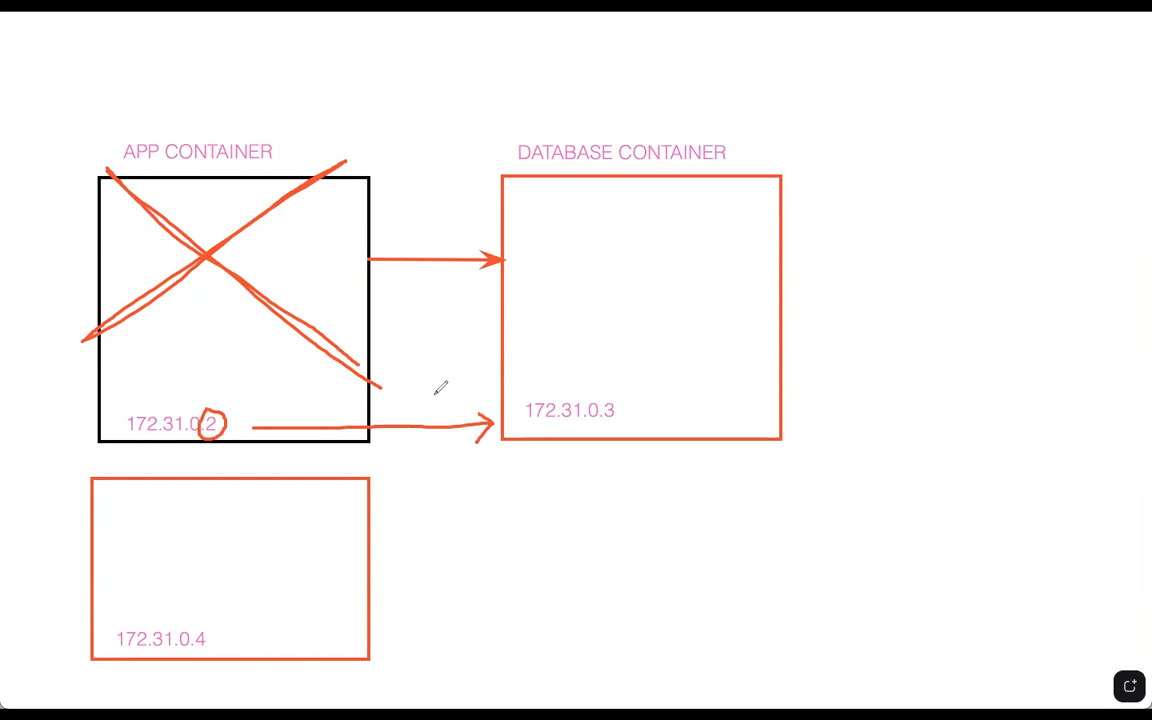 APP CONTAINER
DATABASE CONTAINER
172.31.0.2
172.31.0.3
172.31.0.4